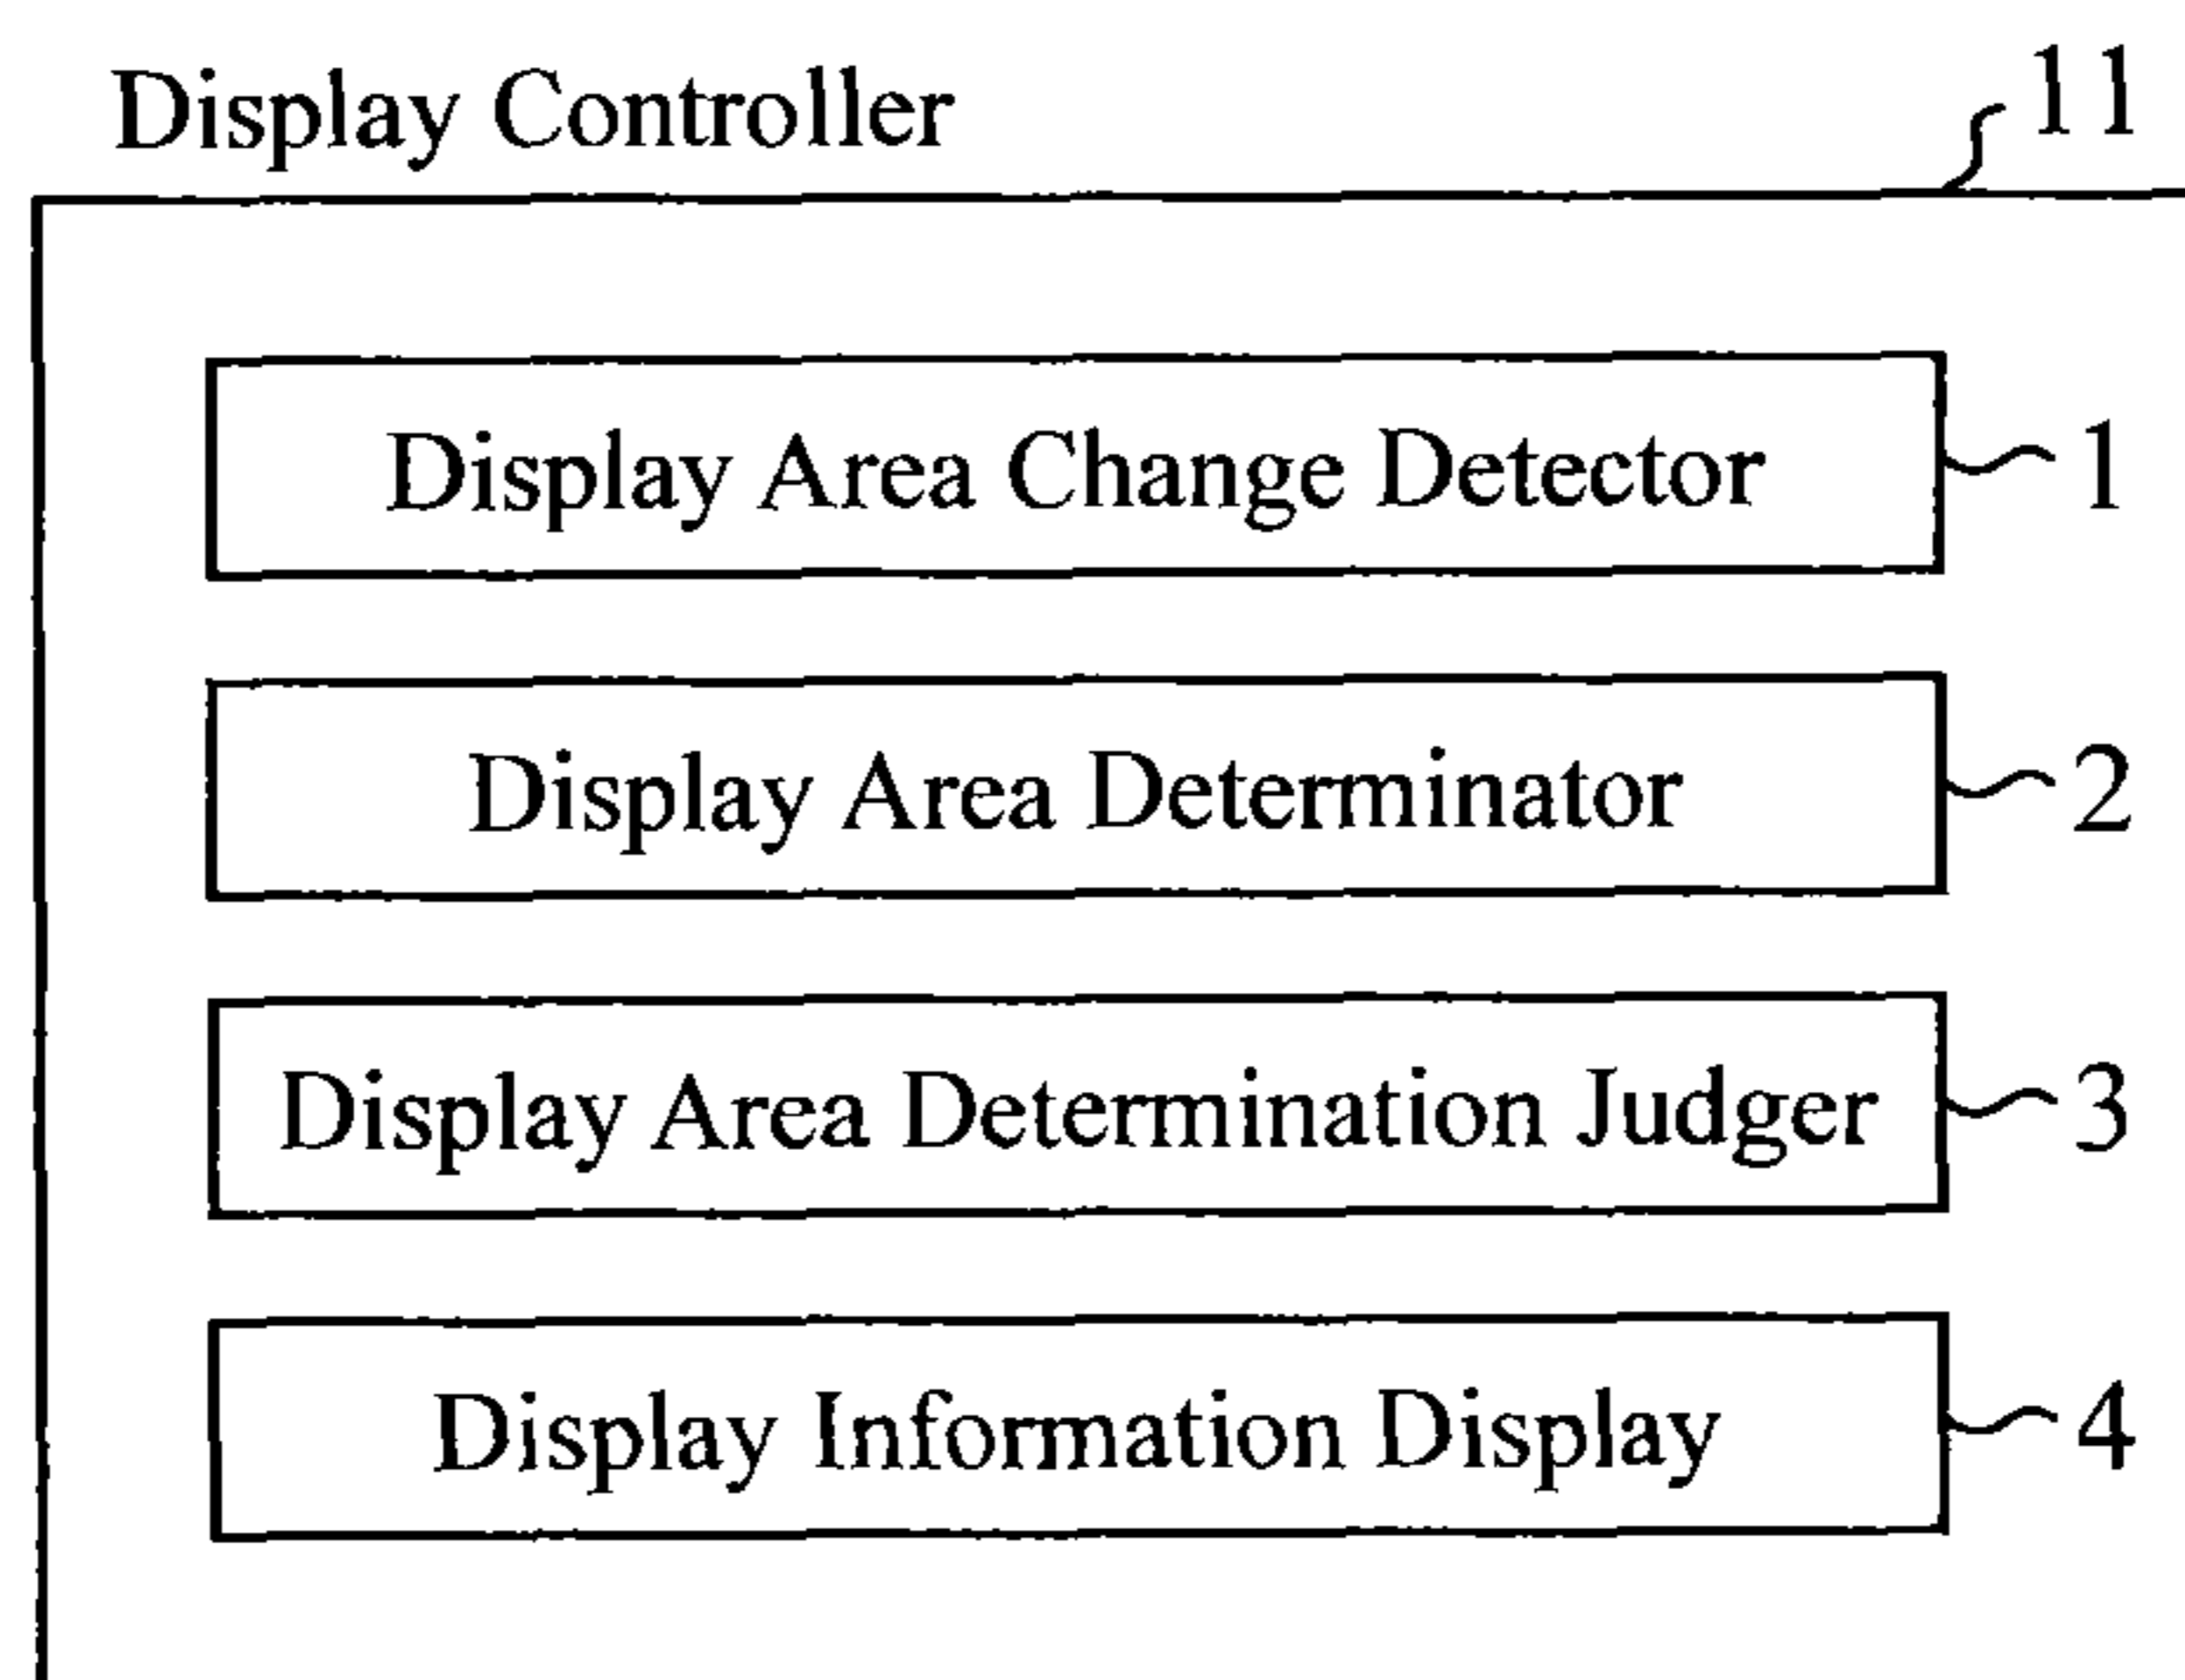 Display Controller 11
Display Area Change Detector 1
Display Area Determinator 2
Display Area Determination Judger 3
Display Information Display 4